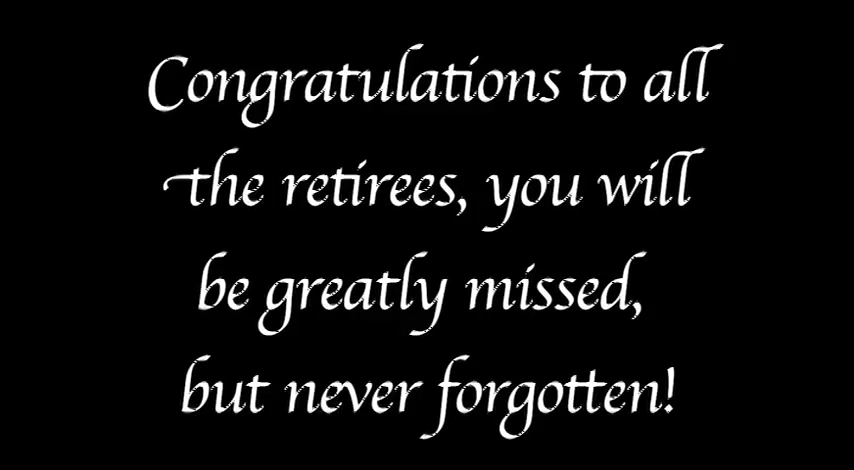 Congratulations to all
the retirees, you will
be greatly missed,
but never forgotten!